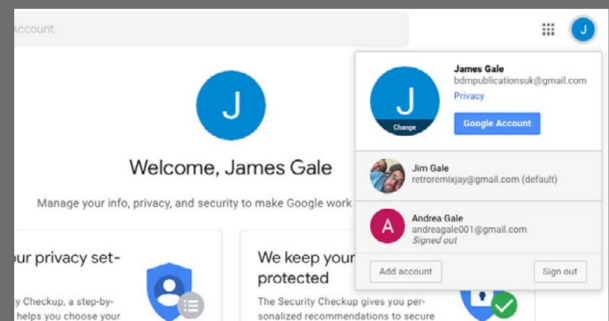 Account
J
James Gale
bdmpublicationsuk@gmail.com
Privacy
J
Change
Google Account
J
Welcome, James Gale
Manage your info, privacy, and security to make Google work
Jim Gale
retroremixjay@gmail.com (default)
A
Andrea Gale
andreagale001@gmail.com
Signed out
Add account
Sign out
ur privacy set-
y Checkup, a step-by-
helps you choose your
We keep your
protected
The Security Checkup gives you per-
sonalized recommendations to secure